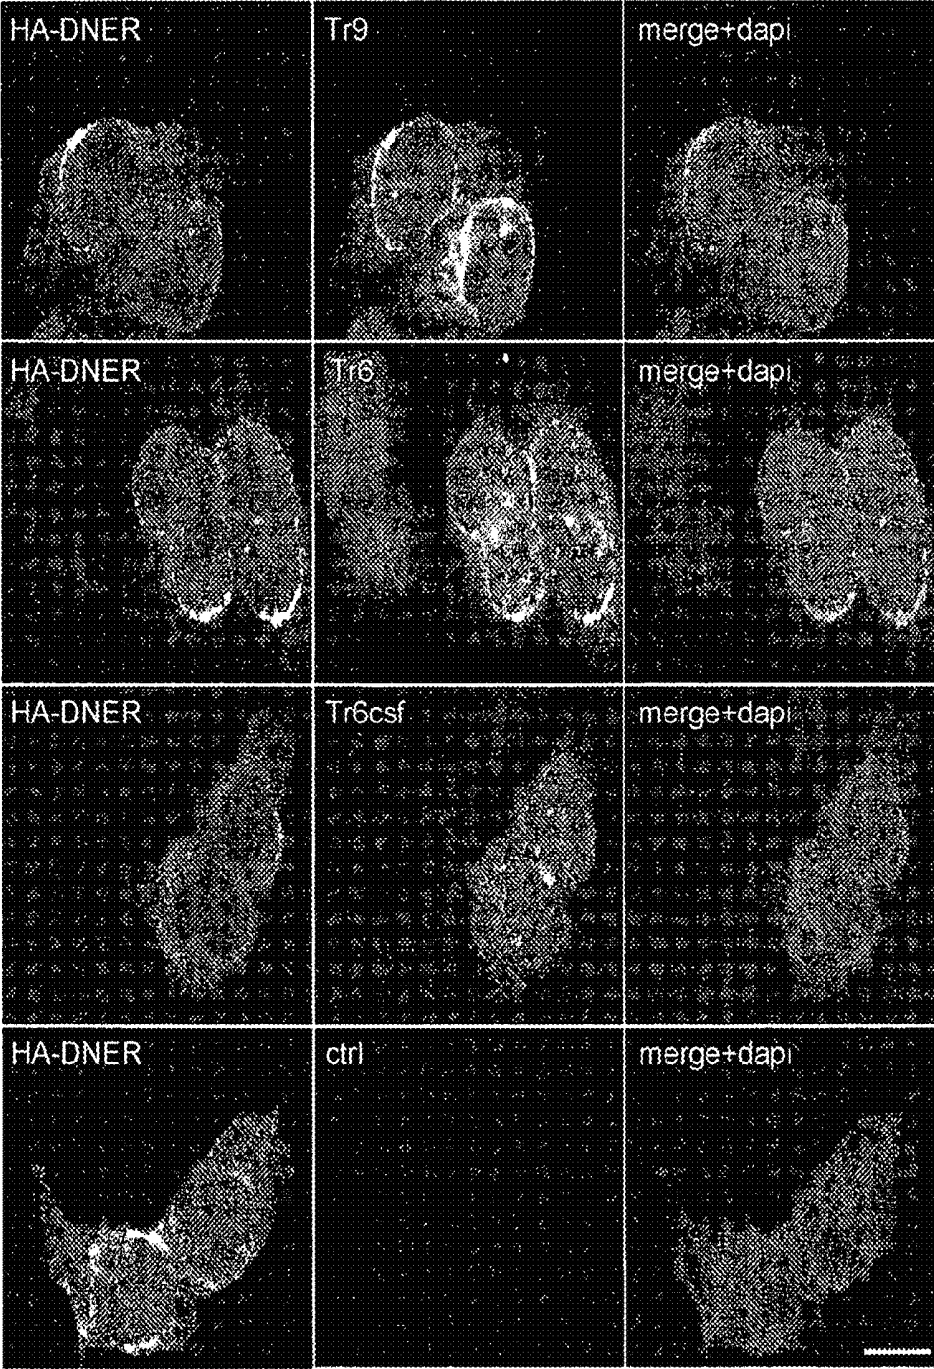 HA-DNER Tr9 merge+dapi
HA-DNER Tr6 merge+dapi
HA-DNER Tr6csf merge+dapi
HA-DNER ctrl merge+dapi